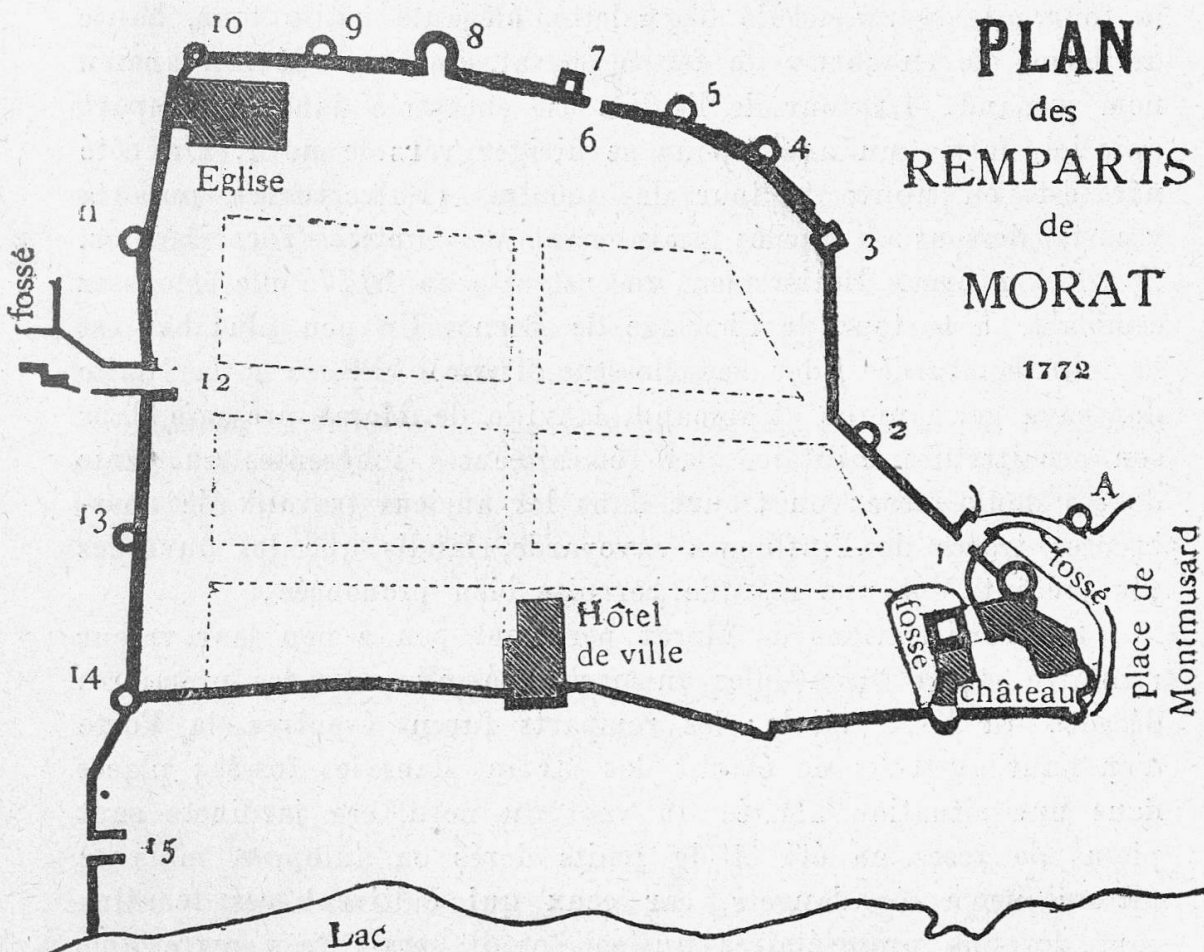 PLAN
des
REMPARTS
de
MORAT
1772
10
9
8
7
6
5
4
3
2
A
1
Eglise
11
fossé
12
13
14
15
Hôtel
de ville
fossé
fossé
château
place de
Montmusard
Lac